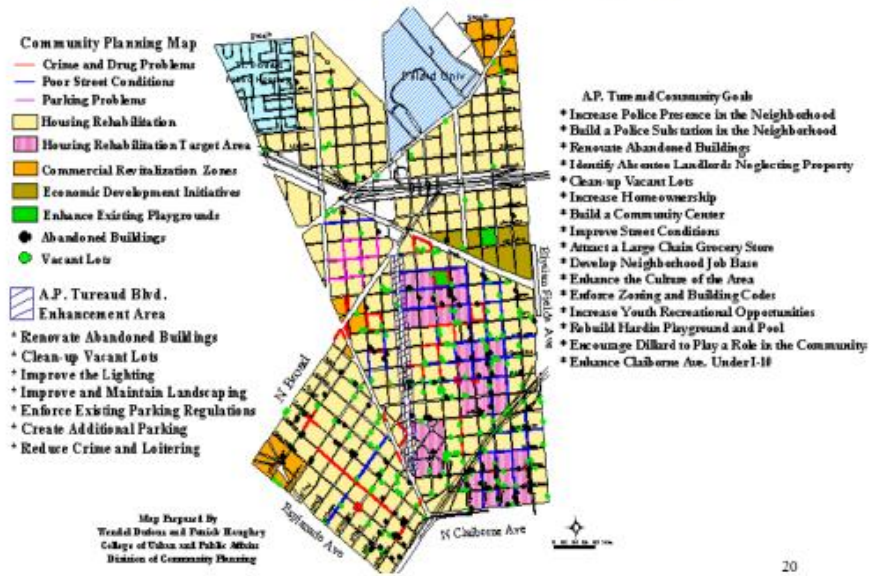 Community Planning Map
Crime and Drug Problems
Poor Street Conditions
Parking Problems
Housing Rehabilitation
Housing Rehabilitation Target Area
Commercial Revitalization Zones
Economic Development Initiatives
Enhance Existing Playgrounds
Abandoned Buildings
Vacant Lots
A.P. Tureaud Blvd.
Enhancement Area
* Renovate Abandoned Buildings
* Clean-up Vacant Lots
* Improve the Lighting
* Improve and Maintain Landscaping
* Enforce Existing Parking Regulations
* Create Additional Parking
* Reduce Crime and Loitering
Map Prepared By
Wendel Dufour and Patrick Haughey
College of Urban and Public Affairs
Division of Community Planning
Dillard Univ
N Broad
Esplanade Ave
N Claiborne Ave
Elysian Fields Ave
A.P. Tureaud Community Goals
* Increase Police Presence in the Neighborhood
* Build a Police Substation in the Neighborhood
* Renovate Abandoned Buildings
* Identify Absentee Landlords Neglecting Property
* Clean-up Vacant Lots
* Increase Homeownership
* Build a Community Center
* Improve Street Conditions
* Attract a Large Chain Grocery Store
* Develop Neighborhood Job Base
* Enhance the Culture of the Area
* Enforce Zoning and Building Codes
* Increase Youth Recreational Opportunities
* Rebuild Hardin Playground and Pool
* Encourage Dillard to Play a Role in the Community
* Enhance Claiborne Ave. Under I-10
20